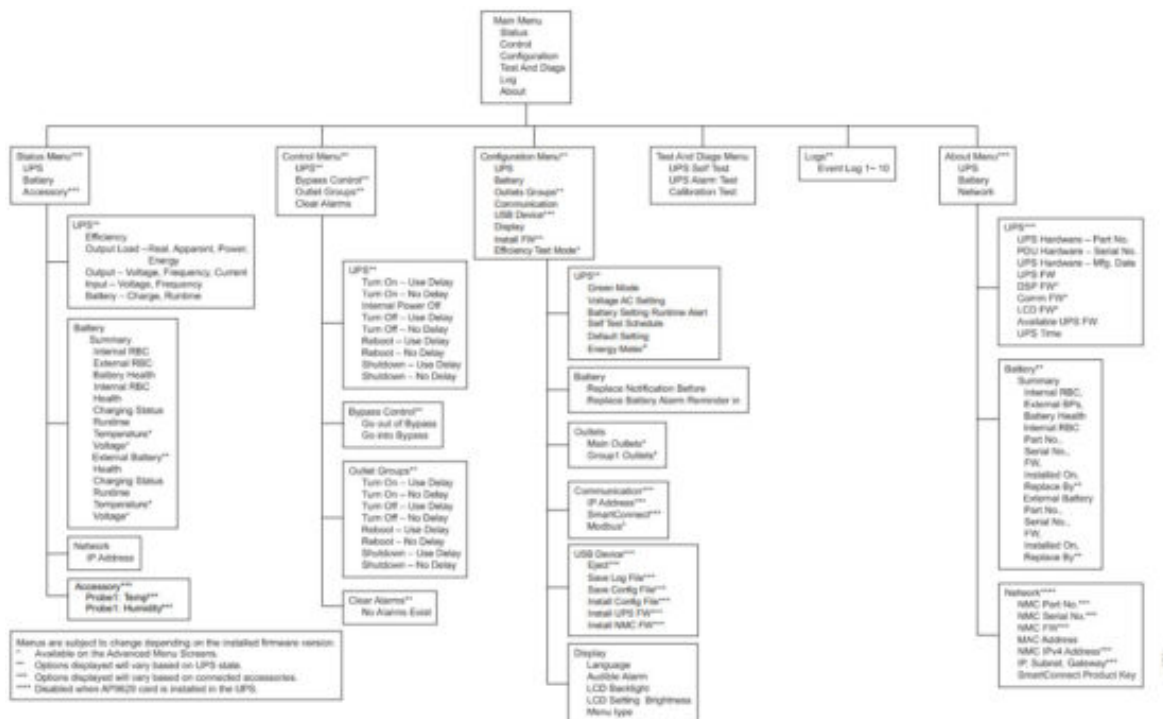 Main Menu
Status
Control
Configuration
Test And Diags
Log
About
Status Menu***
UPS
Battery
Accessory***
UPS**
Efficiency
Output Load –Real, Apparent, Power,
Energy
Output – Voltage, Frequency, Current
Input – Voltage, Frequency
Battery – Charge, Runtime
Battery
Summary
Internal RBC
External RBC
Battery Health
Internal RBC
Health
Charging Status
Runtime
Temperature*
Voltage*
External Battery**
Health
Charging Status
Runtime
Temperature*
Voltage*
Network
IP Address
Accessory***
Probe1: Temp***
Probe1: Humidity***
Control Menu**
UPS**
Bypass Control**
Outlet Groups**
Clear Alarms
UPS**
Turn On – Use Delay
Turn On – No Delay
Internal Power Off
Turn Off – Use Delay
Turn Off – No Delay
Reboot – Use Delay
Reboot – No Delay
Shutdown – Use Delay
Shutdown – No Delay
Bypass Control**
Go out of Bypass
Go into Bypass
Outlet Groups**
Turn On – Use Delay
Turn On – No Delay
Turn Off – Use Delay
Turn Off – No Delay
Reboot – Use Delay
Reboot – No Delay
Shutdown – Use Delay
Shutdown – No Delay
Clear Alarms**
No Alarms Exist
Configuration Menu**
UPS
Battery
Outlets Groups**
Communication
USB Device***
Display
Install FW**
Efficiency Test Mode*
UPS**
Green Mode
Voltage AC Setting
Battery Setting Runtime Alert
Self Test Schedule
Default Setting
Energy Meter*
Battery
Replace Notification Before
Replace Battery Alarm Reminder in
Outlets
Main Outlets*
Group1 Outlets*
Communication***
IP Address***
SmartConnect***
Modbus*
USB Device***
Eject***
Save Log File***
Save Config File***
Install Config File***
Install UPS FW***
Install NMC FW***
Display
Language
Audible Alarm
LCD Backlight
LCD Setting Brightness
Menu type
Test And Diags Menu
UPS Self Test
UPS Alarm Test
Calibration Test
Logs**
Event Log 1~ 10
About Menu***
UPS
Battery
Network
UPS***
UPS Hardware – Part No.
PDU Hardware – Serial No.
UPS Hardware – Mfg. Date
UPS FW
DSP FW*
Comm FW*
LCD FW*
Available UPS FW
UPS Time
Battery**
Summary
Internal RBC,
External BPs,
Battery Health
Internal RBC
Part No.,
Serial No.,
FW,
Installed On,
Replace By**
External Battery
Part No.,
Serial No.,
FW,
Installed On,
Replace By**
Network****
NMC Part No.***
NMC Serial No.***
NMC FW***
MAC Address
NMC IPv4 Address***
IP, Subnet, Gateway***
SmartConnect Product Key
Menus are subject to change depending on the installed firmware version:
* Available on the Advanced Menu Screens.
** Options displayed will vary based on UPS state.
*** Options displayed will vary based on connected accessories.
**** Disabled when AP9620 card is installed in the UPS.